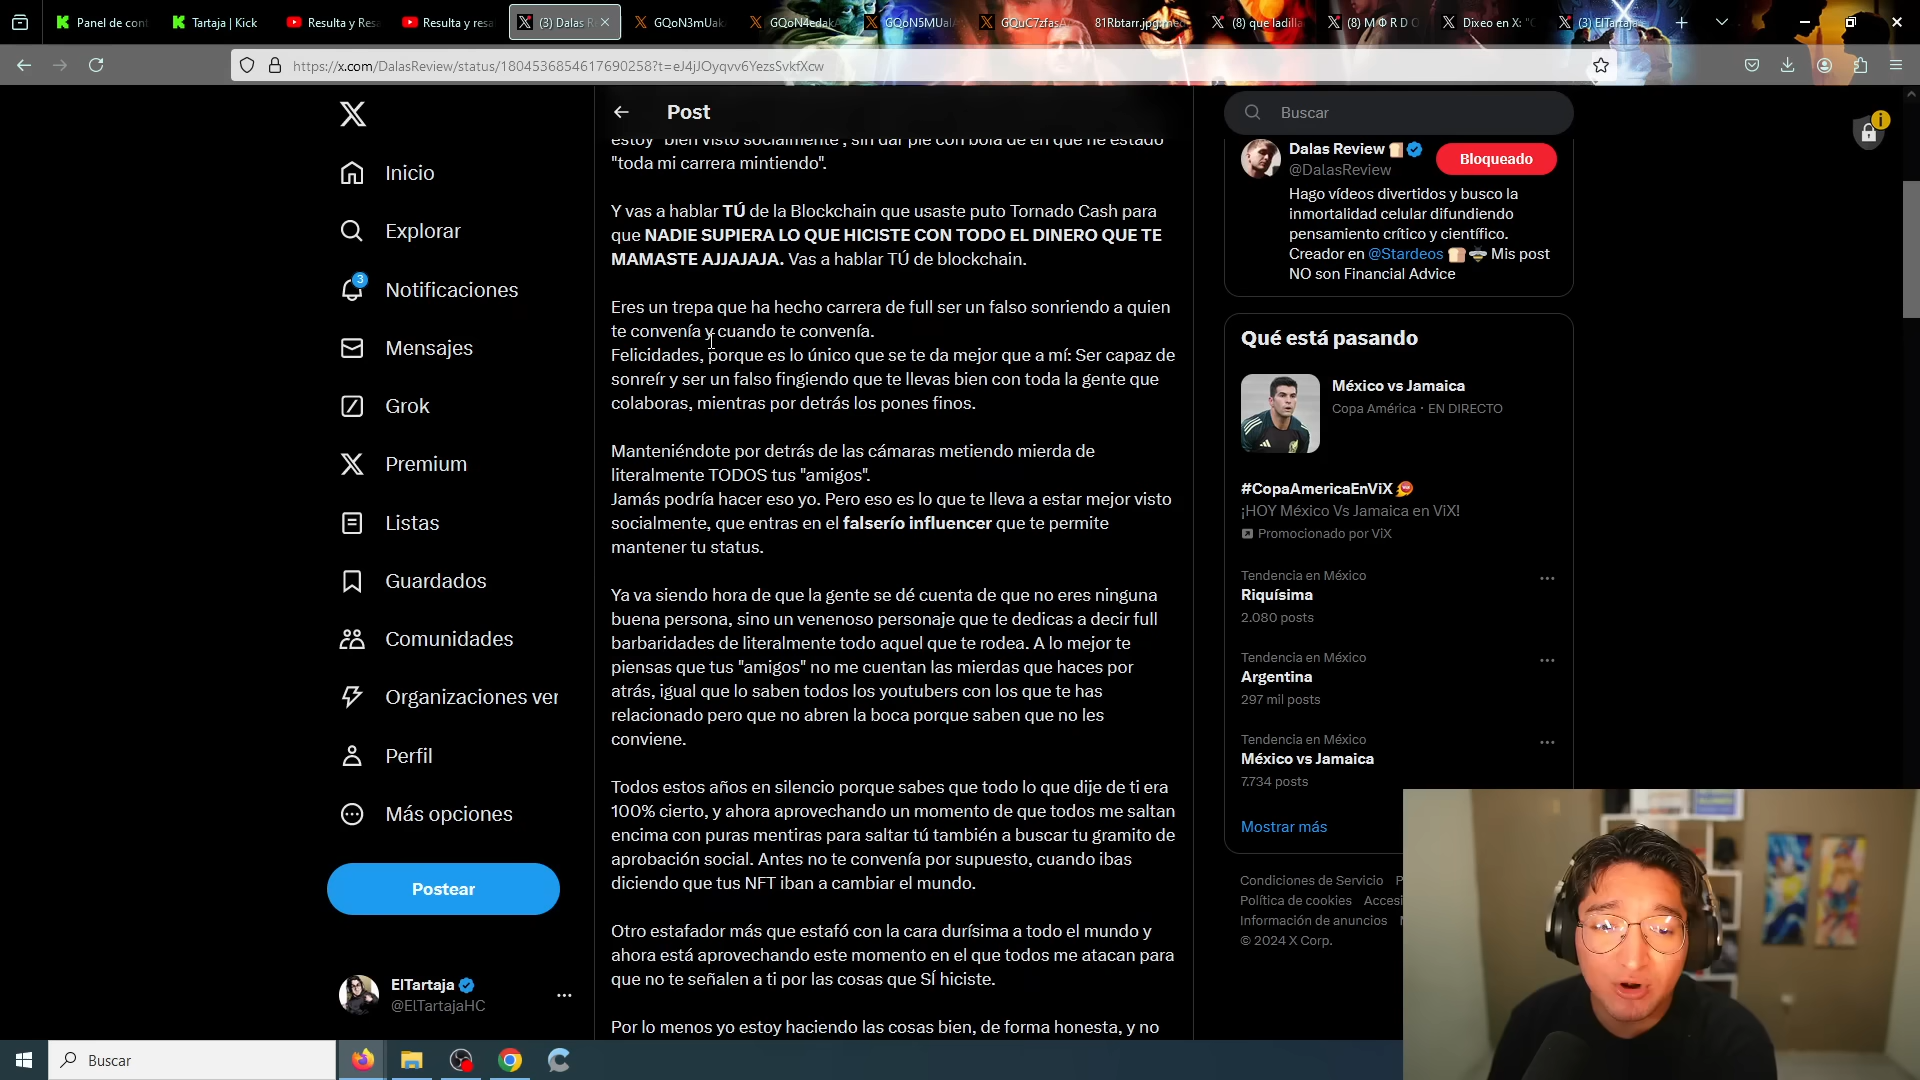 Panel de cont
Tartaja | Kick
Resulta y Res
Resulta y resa
(3) Dalas R
GQoN3mUak
GQoN4edak
GQoN5MUaIA
GQuC7zfasA
81Rbtarr.jpg
(8) que ladilla
(8) M Φ R D O
Dixeo en X: "
(3) ElTartaja
https://x.com/DalasReview/status/1804536854617690258?t=eJ4jJOyqvv6YezsSvkfXcw
Inicio
Explorar
3
Notificaciones
Mensajes
Grok
Premium
Listas
Guardados
Comunidades
Organizaciones ver
Perfil
Más opciones
Postear
ElTartaja
@ElTartajaHC
Post
estoy "bien visto socialmente", sin dar pie con bola de en qué he estado
"toda mi carrera mintiendo".
Y vas a hablar TÚ de la Blockchain que usaste puto Tornado Cash para
que NADIE SUPIERA LO QUE HICISTE CON TODO EL DINERO QUE TE
MAMASTE AJJAJAJA. Vas a hablar TÚ de blockchain.
Eres un trepa que ha hecho carrera de full ser un falso sonriendo a quien
te convenía y cuando te convenía.
Felicidades, porque es lo único que se te da mejor que a mí: Ser capaz de
sonreír y ser un falso fingiendo que te llevas bien con toda la gente que
colaboras, mientras por detrás los pones finos.
Manteniéndote por detrás de las cámaras metiendo mierda de
literalmente TODOS tus "amigos".
Jamás podría hacer eso yo. Pero eso es lo que te lleva a estar mejor visto
socialmente, que entras en el falserío influencer que te permite
mantener tu status.
Ya va siendo hora de que la gente se dé cuenta de que no eres ninguna
buena persona, sino un venenoso personaje que te dedicas a decir full
barbaridades de literalmente todo aquel que te rodea. A lo mejor te
piensas que tus "amigos" no me cuentan las mierdas que haces por
atrás, igual que lo saben todos los youtubers con los que te has
relacionado pero que no abren la boca porque saben que no les
conviene.
Todos estos años en silencio porque sabes que todo lo que dije de ti era
100% cierto, y ahora aprovechando un momento de que todos me saltan
encima con puras mentiras para saltar tú también a buscar tu gramito de
aprobación social. Antes no te convenía por supuesto, cuando ibas
diciendo que tus NFT iban a cambiar el mundo.
Otro estafador más que estafó con la cara durísima a todo el mundo y
ahora está aprovechando este momento en el que todos me atacan para
que no te señalen a ti por las cosas que SÍ hiciste.
Por lo menos yo estoy haciendo las cosas bien, de forma honesta, y no
Buscar
Dalas Review
@DalasReview
Bloqueado
Hago vídeos divertidos y busco la
inmortalidad celular difundiendo
pensamiento crítico y científico.
Creador en @Stardeos Mis post
NO son Financial Advice
Qué está pasando
México vs Jamaica
Copa América · EN DIRECTO
#CopaAmericaEnViX
¡HOY México Vs Jamaica en ViX!
Promocionado por ViX
Tendencia en México
Riquísima
2.080 posts
Tendencia en México
Argentina
297 mil posts
Tendencia en México
México vs Jamaica
7.734 posts
Mostrar más
Condiciones de Servicio P
Política de cookies Accesi
Información de anuncios
© 2024 X Corp.
Buscar